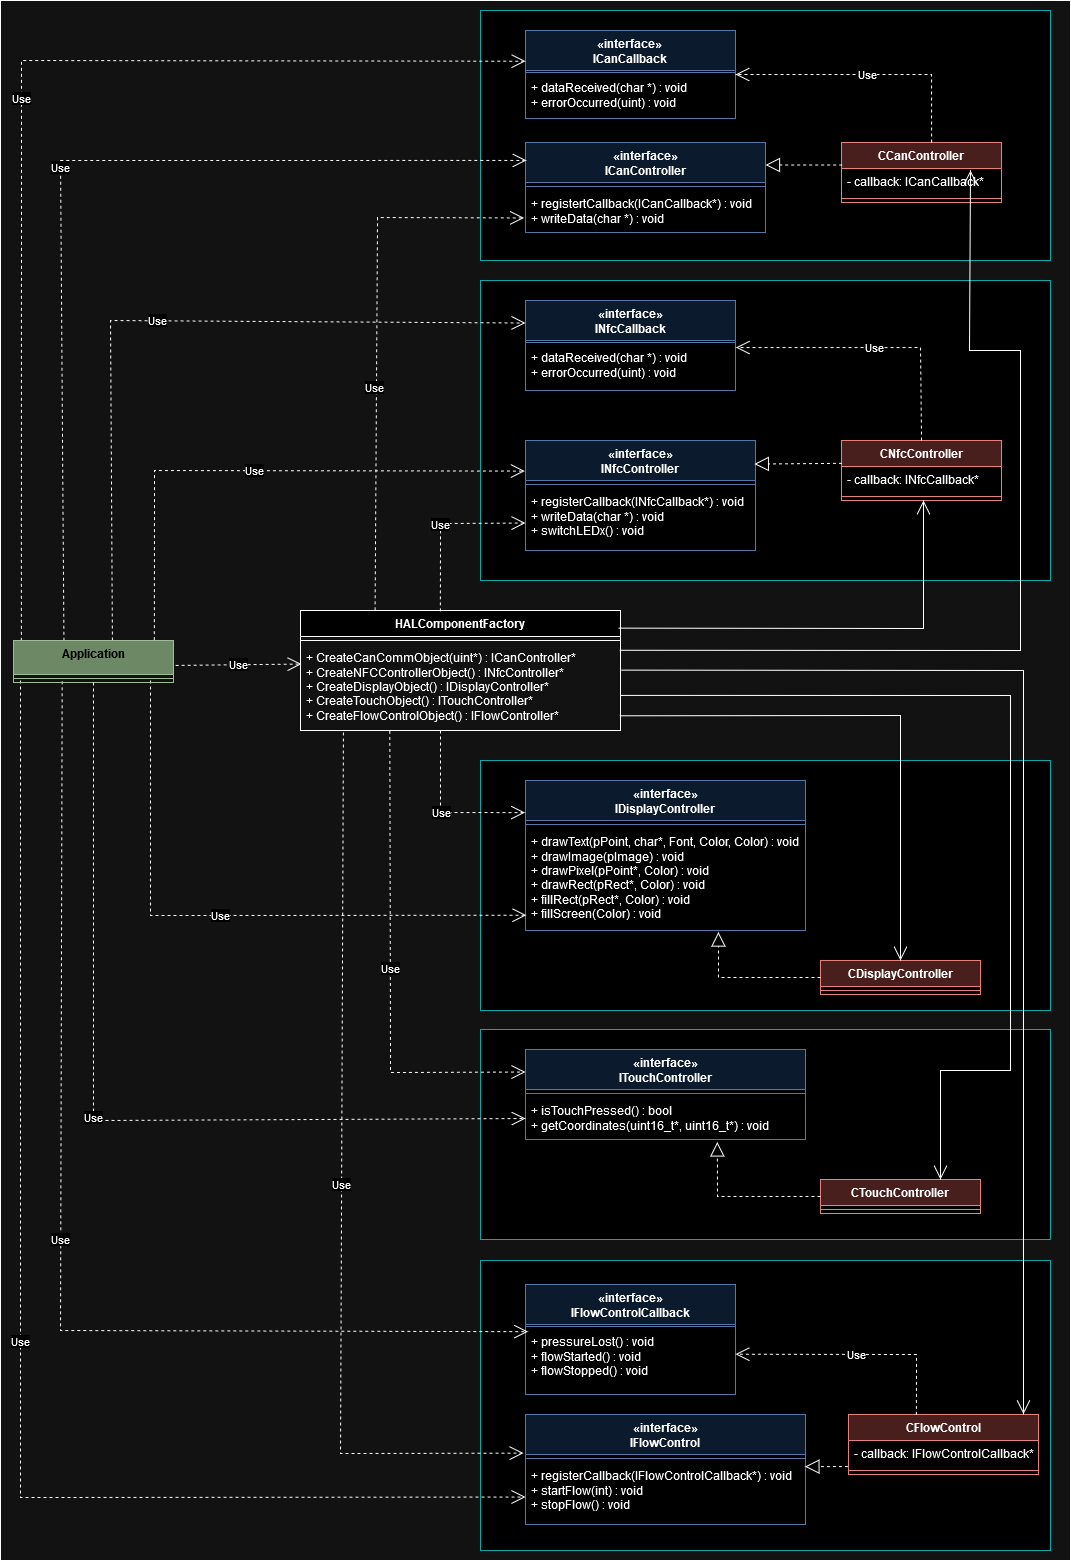 «interface»
ICanCallback
+ dataReceived(char *) : void
+ errorOccurred(uint) : void
Use
Use
«interface»
ICanController
+ registertCallback(ICanCallback*) : void
+ writeData(char *) : void
CCanController
- callback: ICanCallback*
Use
«interface»
INfcCallback
+ dataReceived(char *) : void
+ errorOccurred(uint) : void
Use
Use
Use
«interface»
INfcController
+ registerCallback(INfcCallback*) : void
+ writeData(char *) : void
+ switchLEDx() : void
CNfcController
- callback: INfcCallback*
Use
Use
Application
Use
HALComponentFactory
+ CreateCanCommObject(uint*) : ICanController*
+ CreateNFCControllerObject() : INfcController*
+ CreateDisplayObject() : IDisplayController*
+ CreateTouchObject() : ITouchController*
+ CreateFlowControlObject() : IFlowController*
«interface»
IDisplayController
+ drawText(pPoint, char*, Font, Color, Color) : void
+ drawImage(pImage) : void
+ drawPixel(pPoint*, Color) : void
+ drawRect(pRect*, Color) : void
+ fillRect(pRect*, Color) : void
+ fillScreen(Color) : void
Use
Use
CDisplayController
Use
«interface»
ITouchController
+ isTouchPressed() : bool
+ getCoordinates(uint16_t*, uint16_t*) : void
Use
CTouchController
Use
Use
«interface»
IFlowControlCallback
+ pressureLost() : void
+ flowStarted() : void
+ flowStopped() : void
Use
Use
«interface»
IFlowControl
+ registerCallback(IFlowControlCallback*) : void
+ startFlow(int) : void
+ stopFlow() : void
CFlowControl
- callback: IFlowControlCallback*